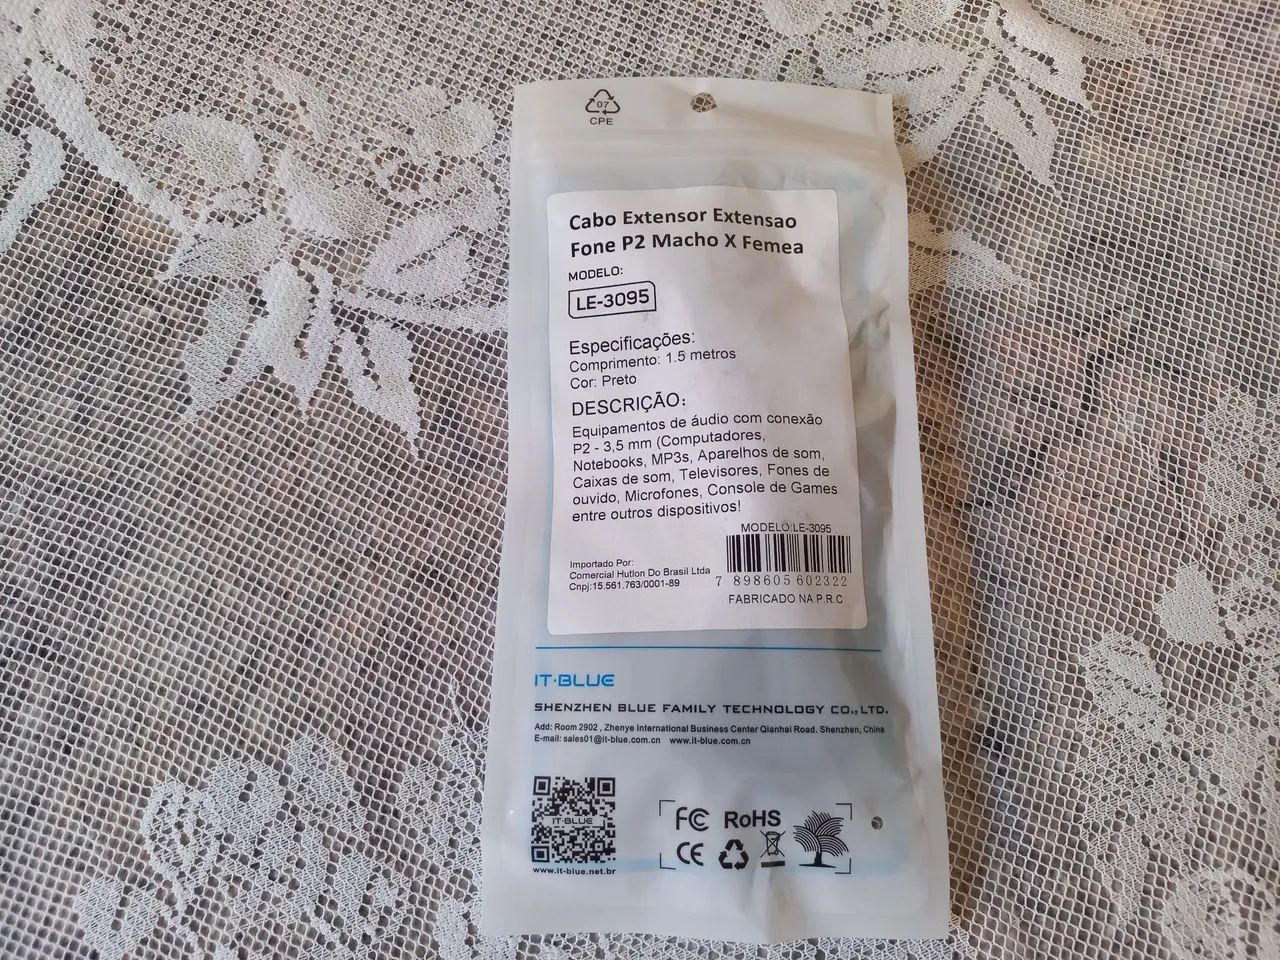 07
CPE
Cabo Extensor Extensao
Fone P2 Macho X Femea
MODELO:
LE-3095
Especificações:
Comprimento: 1.5 metros
Cor: Preto
DESCRIÇÃO:
Equipamentos de áudio com conexão
P2 - 3,5 mm (Computadores,
Notebooks, MP3s, Aparelhos de som,
Caixas de som, Televisores, Fones de
ouvido, Microfones, Console de Games
entre outros dispositivos!
MODELO:LE-3095
Importado Por:
Comercial Hutlon Do Brasil Ltda
Cnpj:15.561.763/0001-89
7 898605 602322
FABRICADO NA P.R.C
IT·BLUE
SHENZHEN BLUE FAMILY TECHNOLOGY CO.,LTD.
Add: Room 2902 , Zhenye International Business Center Qianhai Road. Shenzhen, China
E-mail: sales01@it-blue.com.cn www.it-blue.com.cn
IT·BLUE
www.it-blue.net.br
FC RoHS
CE